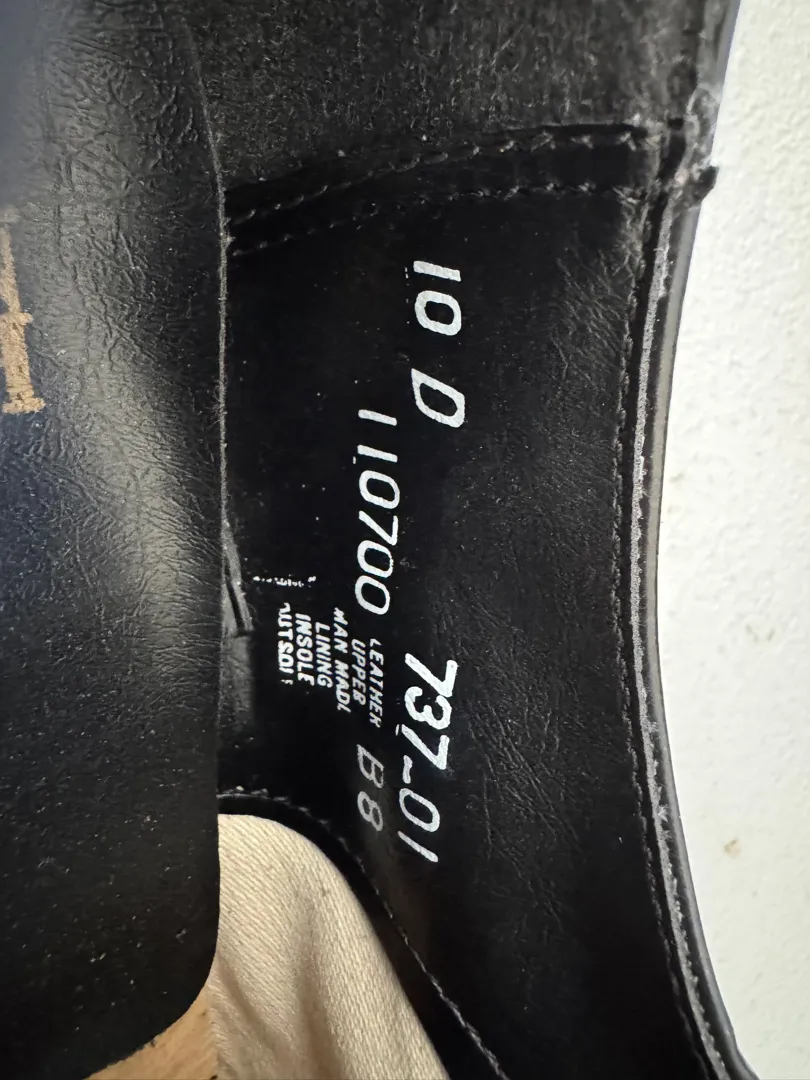 10 D
110700
737-01
LEATHER
UPPER
MAN MADE
LINING
INSOLE
B8